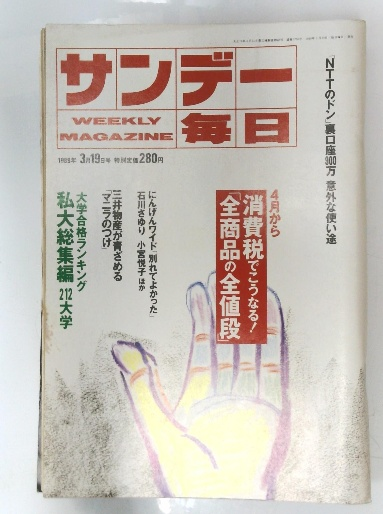 サンデー
WEEKLY
MAGAZINE
毎日
3月19日号 特別定価280円
「NTTのドン」裏口座900万 意外な使い途
4月から
消費税でこうなる!
「全商品の全値段」
にんげんワイド「別れてよかった」
石川さゆり 小宮悦子ほか
三井物産が青ざめる
「マニラのつけ」
大学合格ランキング
私大総集編 212大学